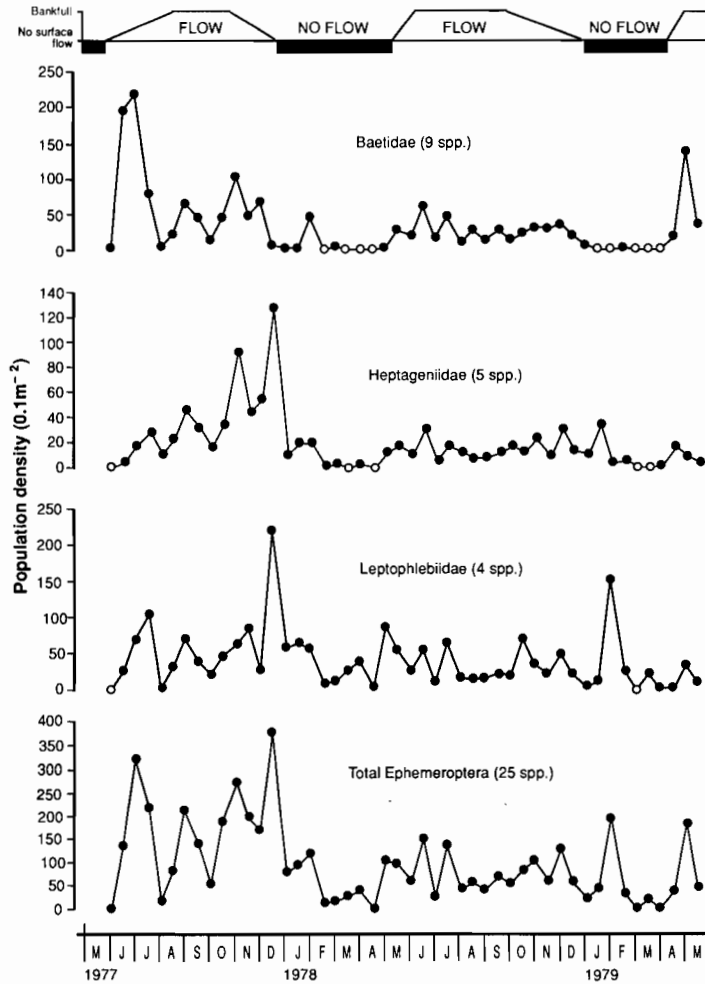 Bankfull
No surface
flow
FLOW
NO FLOW
FLOW
NO FLOW
Population density (0.1m⁻²)
250
200
150
100
50
0
Baetidae (9 spp.)
140
120
100
80
60
40
20
0
Heptageniidae (5 spp.)
250
200
150
100
50
0
Leptophlebiidae (4 spp.)
400
350
300
250
200
150
100
50
0
Total Ephemeroptera (25 spp.)
M J J A S O N D J F M A M J J A S O N D J F M A M
1977 1978 1979